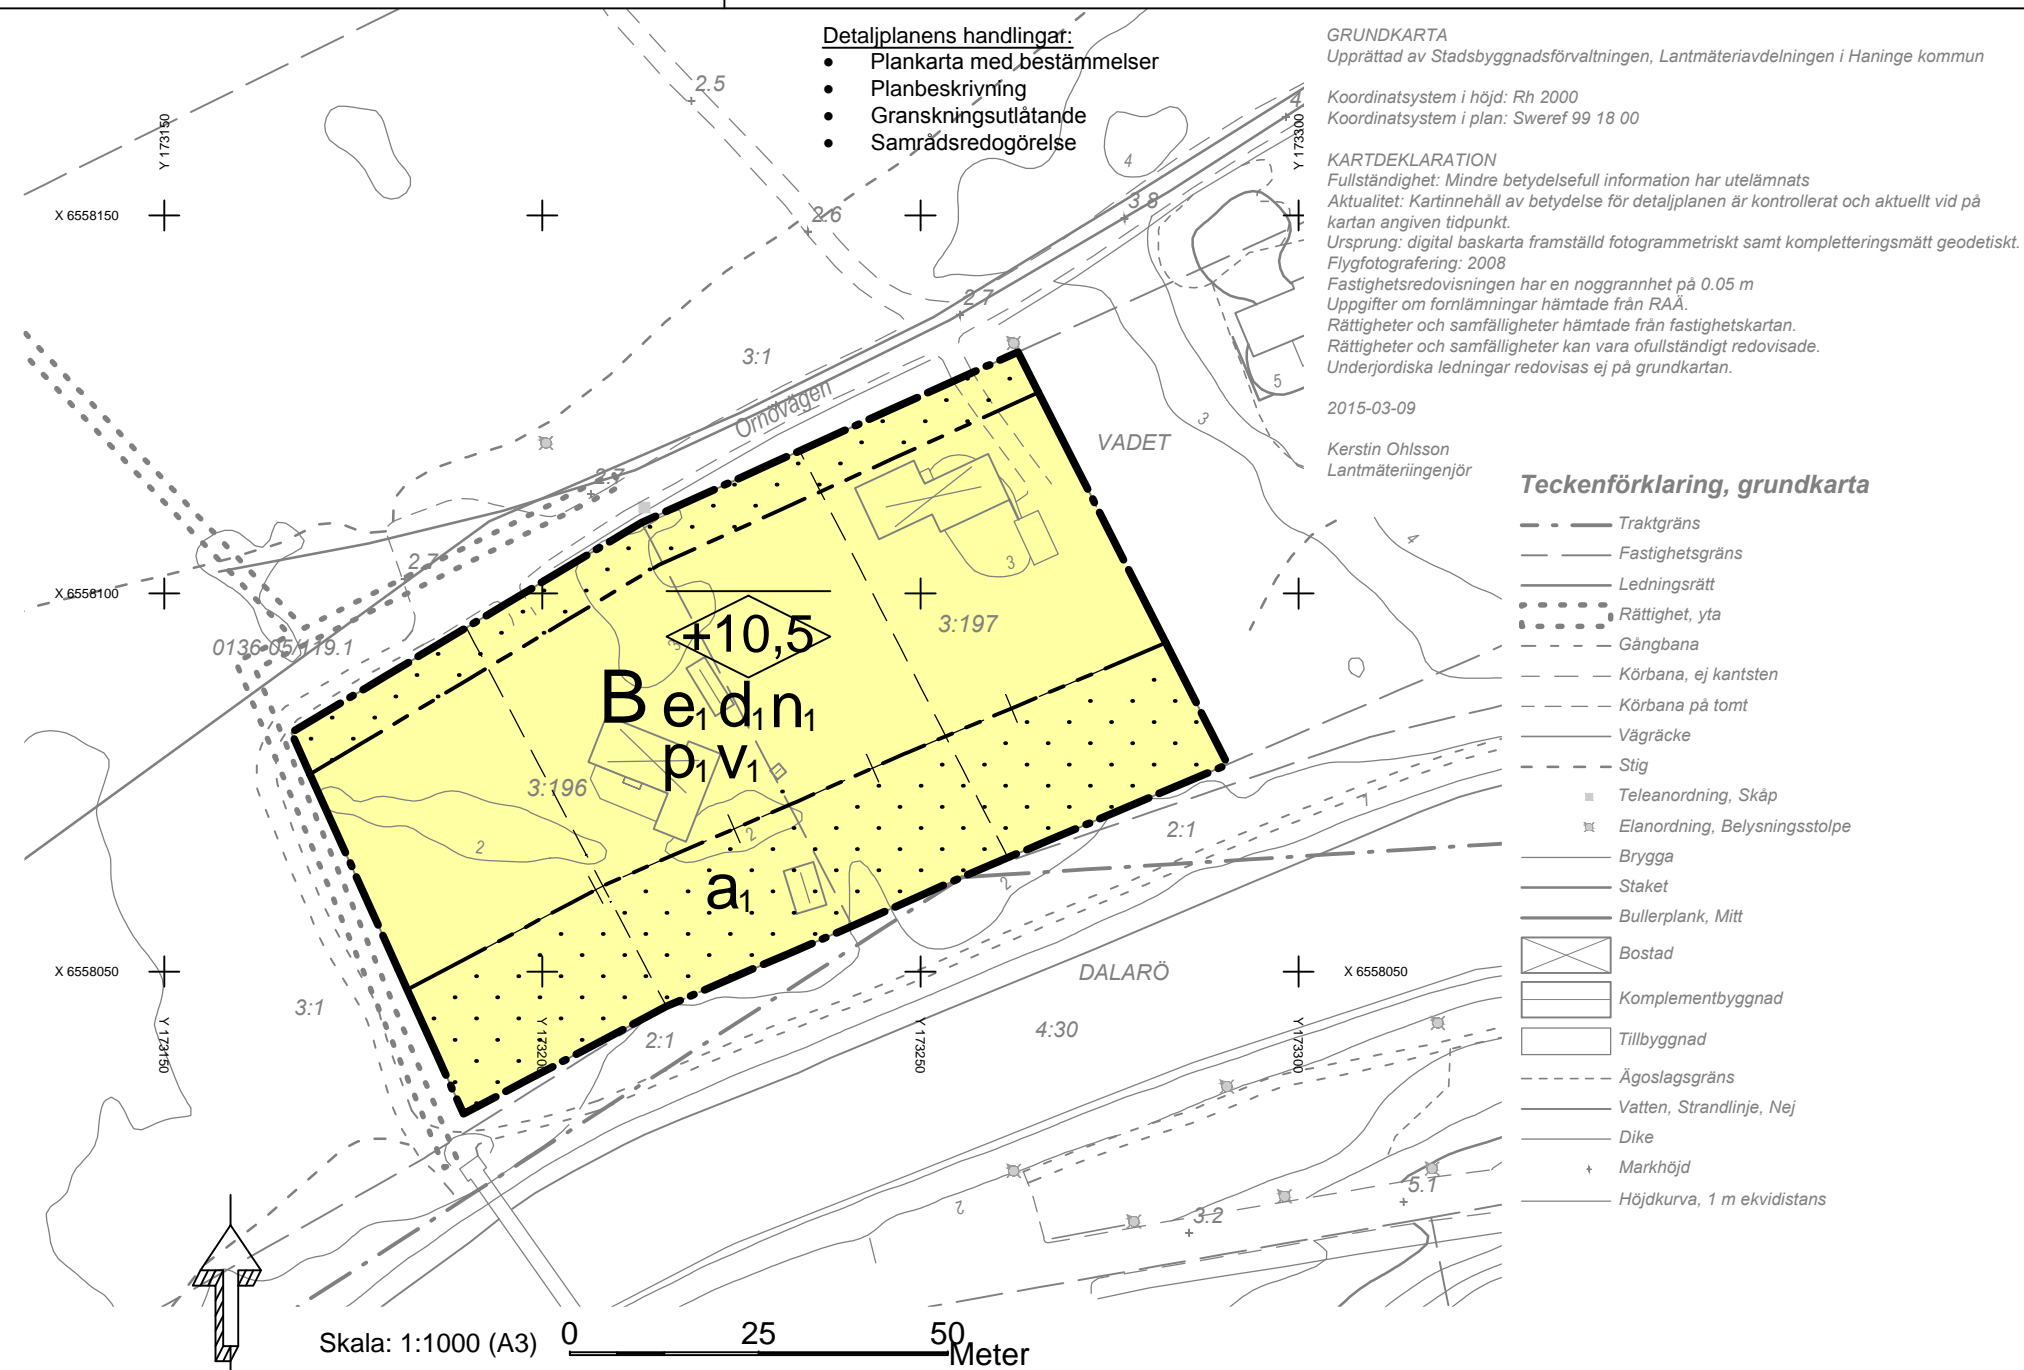 Detaljplanens handlingar:
• Plankarta med bestämmelser
• Planbeskrivning
• Granskningsutlåtande
• Samrådsredogörelse
GRUNDKARTA
Upprättad av Stadsbyggnadsförvaltningen, Lantmäteriavdelningen i Haninge kommun
Koordinatsystem i höjd: Rh 2000
Koordinatsystem i plan: Sweref 99 18 00
KARTDEKLARATION
Fullständighet: Mindre betydelsefull information har utelämnats
Aktualitet: Kartinnehåll av betydelse för detaljplanen är kontrollerat och aktuellt vid på
kartan angiven tidpunkt.
Ursprung: digital baskarta framställd fotogrammetriskt samt kompletteringsmätt geodetiskt.
Flygfotografering: 2008
Fastighetsredovisningen har en noggrannhet på 0.05 m
Uppgifter om fornlämningar hämtade från RAÄ.
Rättigheter och samfälligheter hämtade från fastighetskartan.
Rättigheter och samfälligheter kan vara ofullständigt redovisade.
Underjordiska ledningar redovisas ej på grundkartan.
2015-03-09
Kerstin Ohlsson
Lantmäteriingenjör
Teckenförklaring, grundkarta
Traktgräns
Fastighetsgräns
Ledningsrätt
Rättighet, yta
Gångbana
Körbana, ej kantsten
Körbana på tomt
Vägräcke
Stig
Teleanordning, Skåp
Elanordning, Belysningsstolpe
Brygga
Staket
Bullerplank, Mitt
Bostad
Komplementbyggnad
Tillbyggnad
Ägoslagsgräns
Vatten, Strandlinje, Nej
Dike
Markhöjd
Höjdkurva, 1 m ekvidistans
Y 173150
Y 173300
2.5
4
4
X 6558150
2.6
3.8
2.7
3:1
5
Ornövägen
3
VADET
2.7
4
2.7
3
X 6558100
0136-05/119.1
+10,5
3
3:197
B e1 d1 n1
p1 v1
3:196
2
2
1
2:1
a1
2
X 6558050
DALARÖ
X 6558050
3:1
Y 173150
Y 173200
2:1
Y 173250
4:30
Y 173300
2
5.1
3.2
Skala: 1:1000 (A3)
0 25 50
Meter